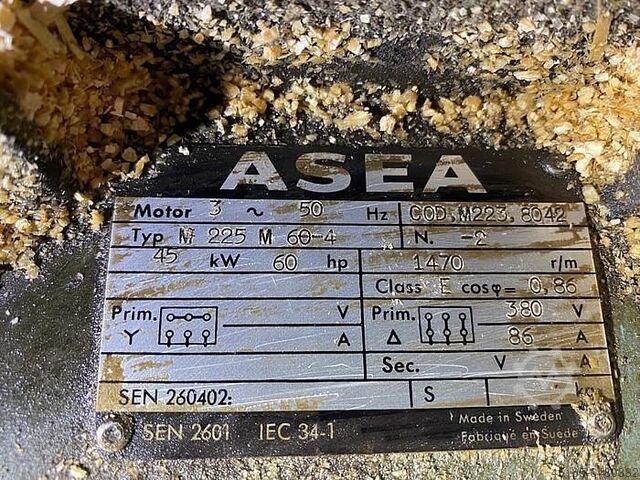 ASEA
Motor 3 ~ 50 Hz COD. M223.8042
Typ M 225 M 60-4 N. -2
45 kW 60 hp 1470 r/m
Class E cosφ= 0,86
Prim. V Prim. 380 V
Y A Δ 86 A
Sec. V A
SEN 260402: S kg
SEN 2601 IEC 34-1 Made in Sweden
Fabriqué en Suede